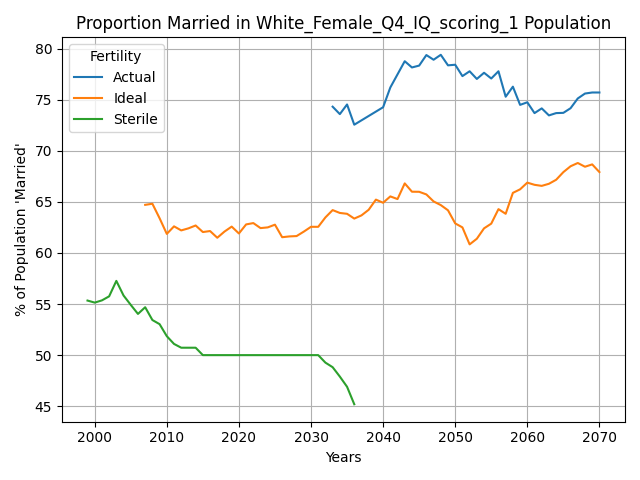 Proportion Married in White_Female_Q4_IQ_scoring_1 Population
Fertility
Actual
Ideal
Sterile
% of Population 'Married'
80
75
70
65
60
55
50
45
2000
2010
2020
2030
2040
2050
2060
2070
Years